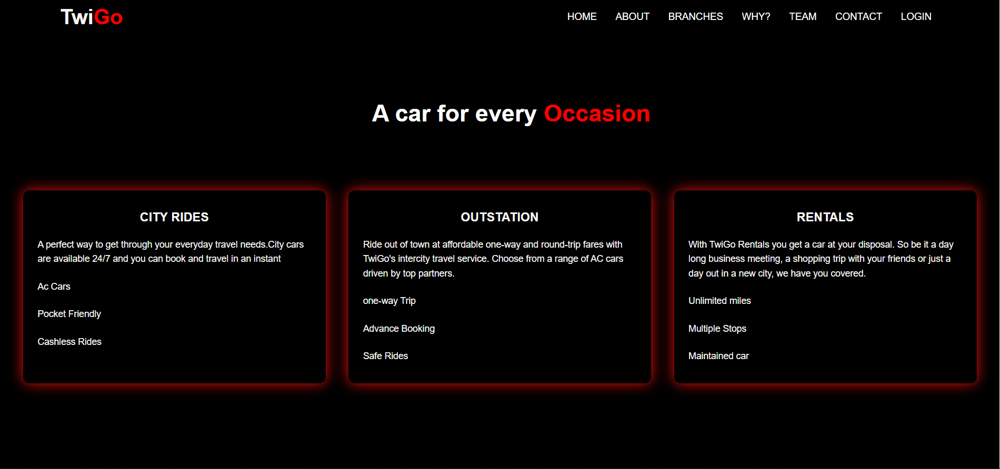 TwiGo
HOME ABOUT BRANCHES WHY? TEAM CONTACT LOGIN
A car for every Occasion
CITY RIDES
A perfect way to get through your everyday travel needs.City cars
are available 24/7 and you can book and travel in an instant
Ac Cars
Pocket Friendly
Cashless Rides
OUTSTATION
Ride out of town at affordable one-way and round-trip fares with
TwiGo's intercity travel service. Choose from a range of AC cars
driven by top partners.
one-way Trip
Advance Booking
Safe Rides
RENTALS
With TwiGo Rentals you get a car at your disposal. So be it a day
long business meeting, a shopping trip with your friends or just a
day out in a new city, we have you covered.
Unlimited miles
Multiple Stops
Maintained car